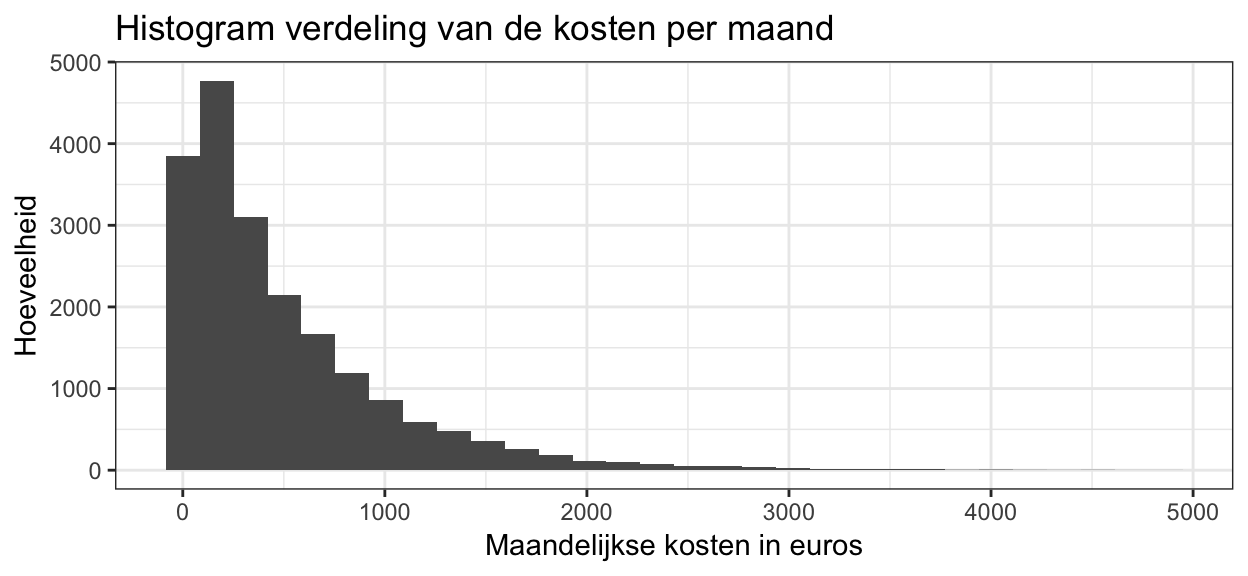 Histogram verdeling van de kosten per maand
5000
4000
3000
2000
1000
0
Hoeveelheid
0 1000 2000 3000 4000 5000
Maandelijkse kosten in euros